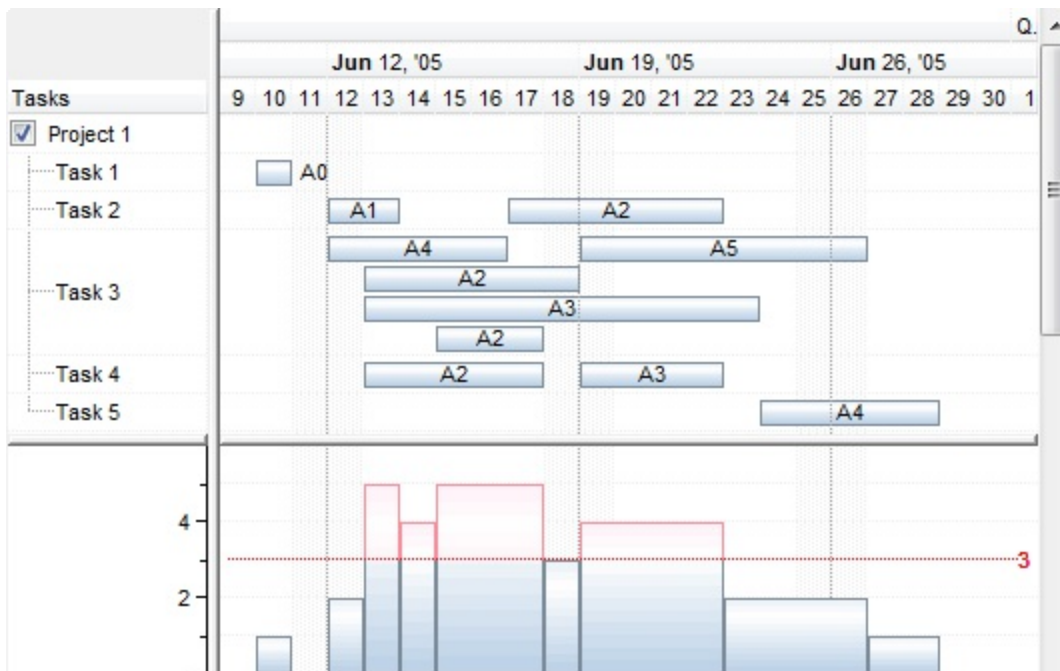 Q.
Jun 12, '05 Jun 19, '05 Jun 26, '05
Tasks 9 10 11 12 13 14 15 16 17 18 19 20 21 22 23 24 25 26 27 28 29 30 1
Project 1
Task 1 A0
Task 2 A1 A2
A4 A5
A2
Task 3
A3
A2
Task 4 A2 A3
Task 5 A4
4
3
2